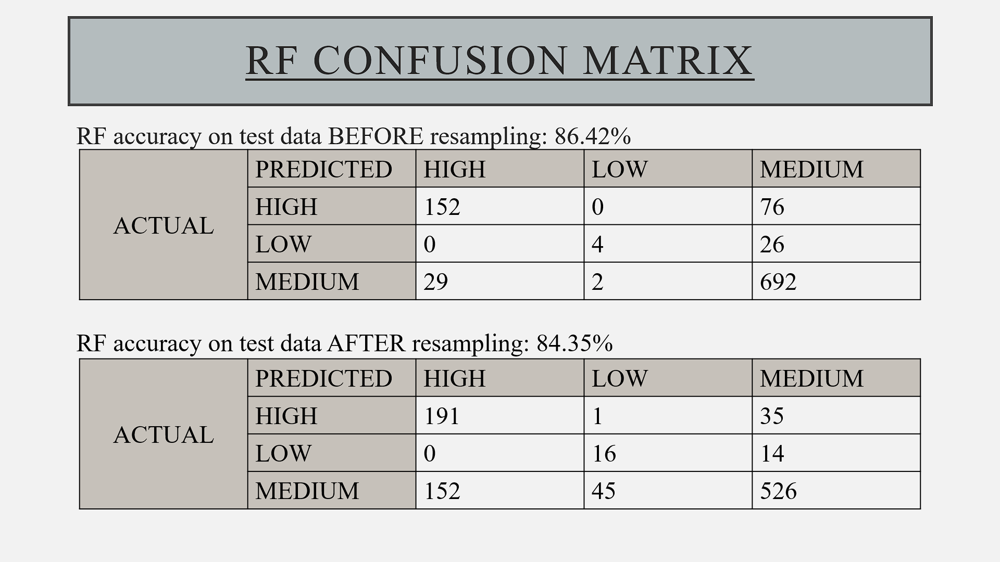 RF CONFUSION MATRIX
RF accuracy on test data BEFORE resampling: 86.42%
PREDICTED HIGH LOW MEDIUM
ACTUAL
HIGH 152 0 76
LOW 0 4 26
MEDIUM 29 2 692
RF accuracy on test data AFTER resampling: 84.35%
PREDICTED HIGH LOW MEDIUM
ACTUAL
HIGH 191 1 35
LOW 0 16 14
MEDIUM 152 45 526